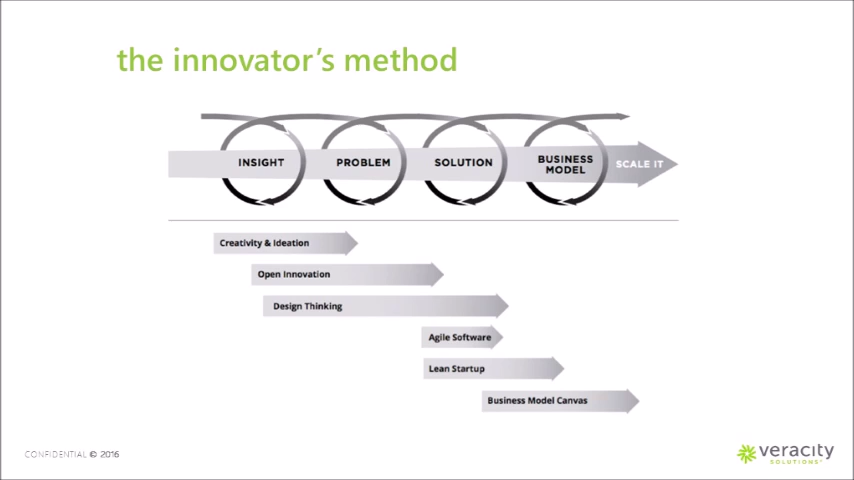 the innovator's method
INSIGHT
PROBLEM
SOLUTION
BUSINESS
MODEL
SCALE IT
Creativity & Ideation
Open Innovation
Design Thinking
Agile Software
Lean Startup
Business Model Canvas
CONFIDENTIAL © 2016
veracity
SOLUTIONS